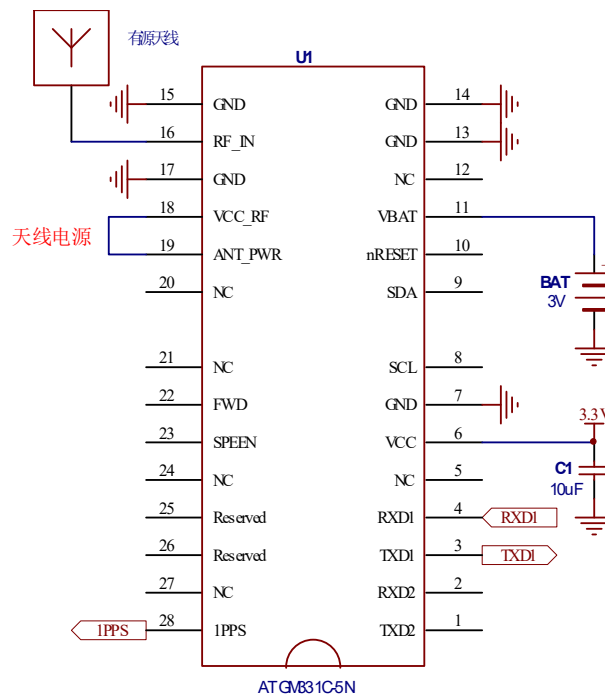 有源天线
U1
15 GND GND 14
16 RF_IN GND 13
17 GND NC 12
18 VCC_RF VBAT 11
天线电源
19 ANT_PWR nRESET 10
20 NC SDA 9
BAT
3V
21 NC SCL 8
22 FWD GND 7
3.3V
23 SPEEN VCC 6
24 NC NC 5
C1
10uF
25 Reserved RXD1 4 RXD1
26 Reserved TXD1 3 TXD1
27 NC RXD2 2
1PPS 28 1PPS TXD2 1
ATGM331C-5N